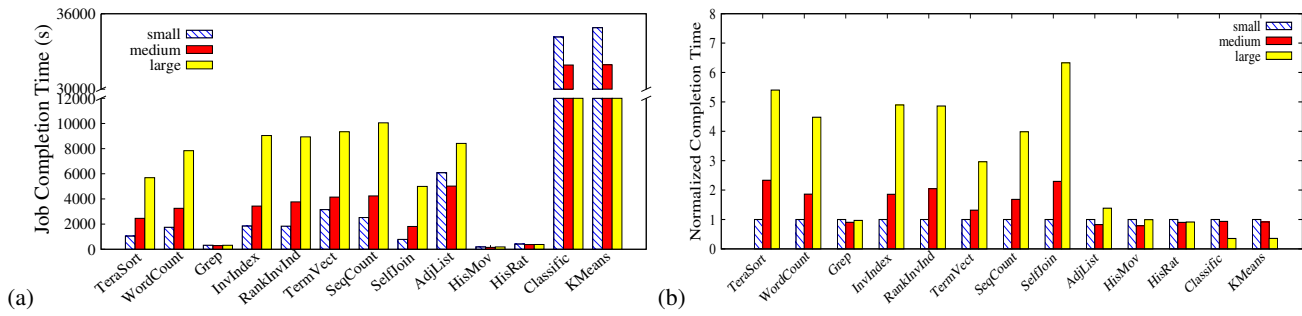 36000
30000
12000
10000
8000
6000
4000
2000
0
Job Completion Time (s)
small
medium
large
TeraSort
WordCount
Grep
InvIndex
RankInvInd
TermVect
SeqCount
SelfJoin
AdjList
HisMov
HisRat
Classific
KMeans
(a)
8
7
6
5
4
3
2
1
0
Normalized Completion Time
small
medium
large
TeraSort
WordCount
Grep
InvIndex
RankInvInd
TermVect
SeqCount
SelfJoin
AdjList
HisMov
HisRat
Classific
KMeans
(b)